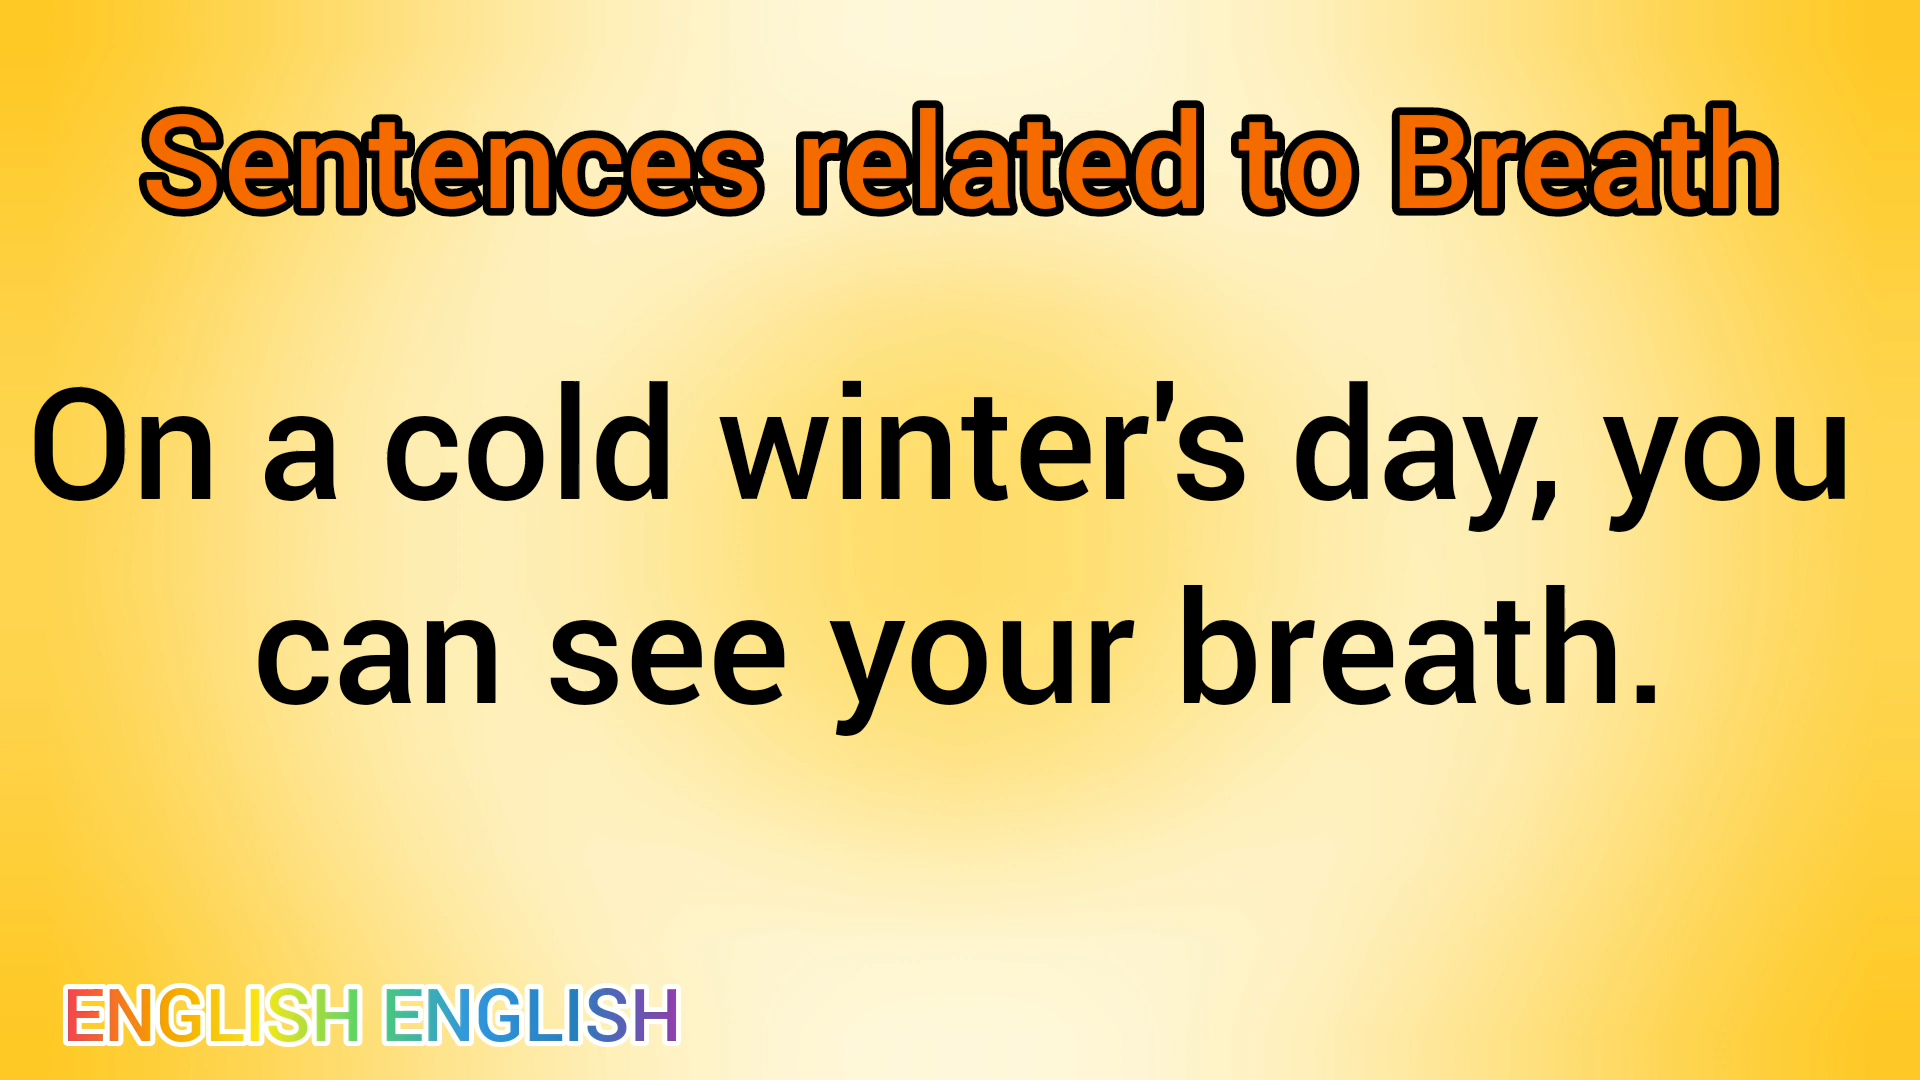 Sentences related to Breath
On a cold winter's day, you
can see your breath.
ENGLISH ENGLISH